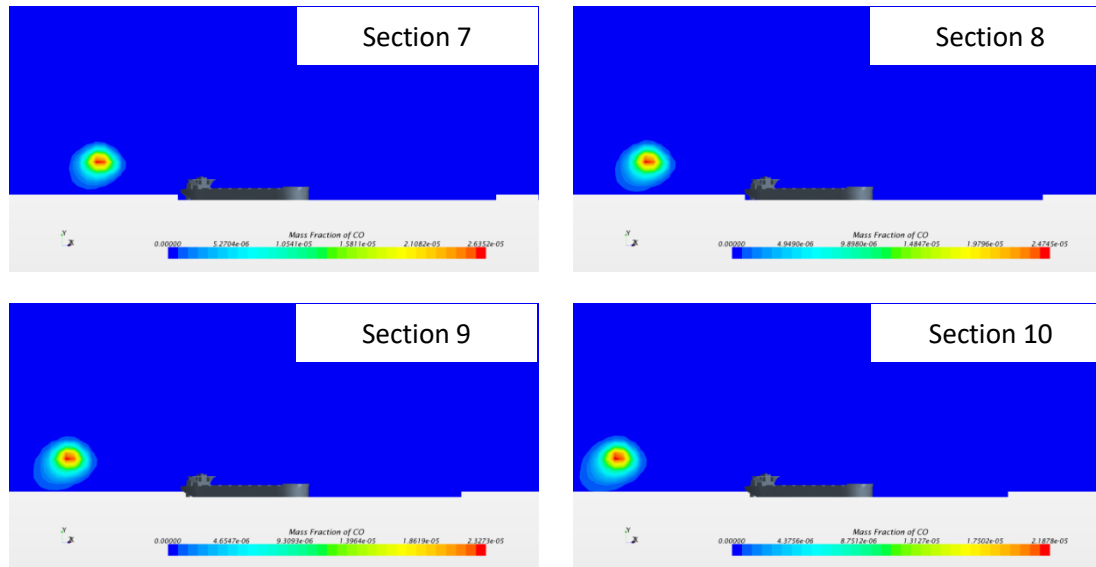 Section 7
Mass Fraction of CO
0.00000 5.2704e-06 1.0541e-05 1.5811e-05 2.1082e-05 2.6352e-05
Section 8
Mass Fraction of CO
0.00000 4.9490e-06 9.8980e-06 1.4847e-05 1.9796e-05 2.4745e-05
Section 9
Mass Fraction of CO
0.00000 4.6547e-06 9.3093e-06 1.3964e-05 1.8619e-05 2.3273e-05
Section 10
Mass Fraction of CO
0.00000 4.3756e-06 8.7512e-06 1.3127e-05 1.7502e-05 2.1878e-05